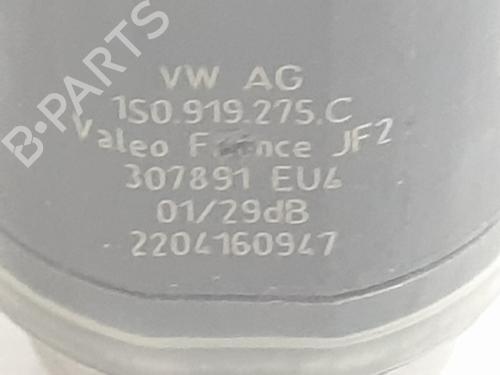 B-PARTS
VW AG
1S0.919.275.C
Valeo France JF2
307891 EU4
01/29dB
2204160947